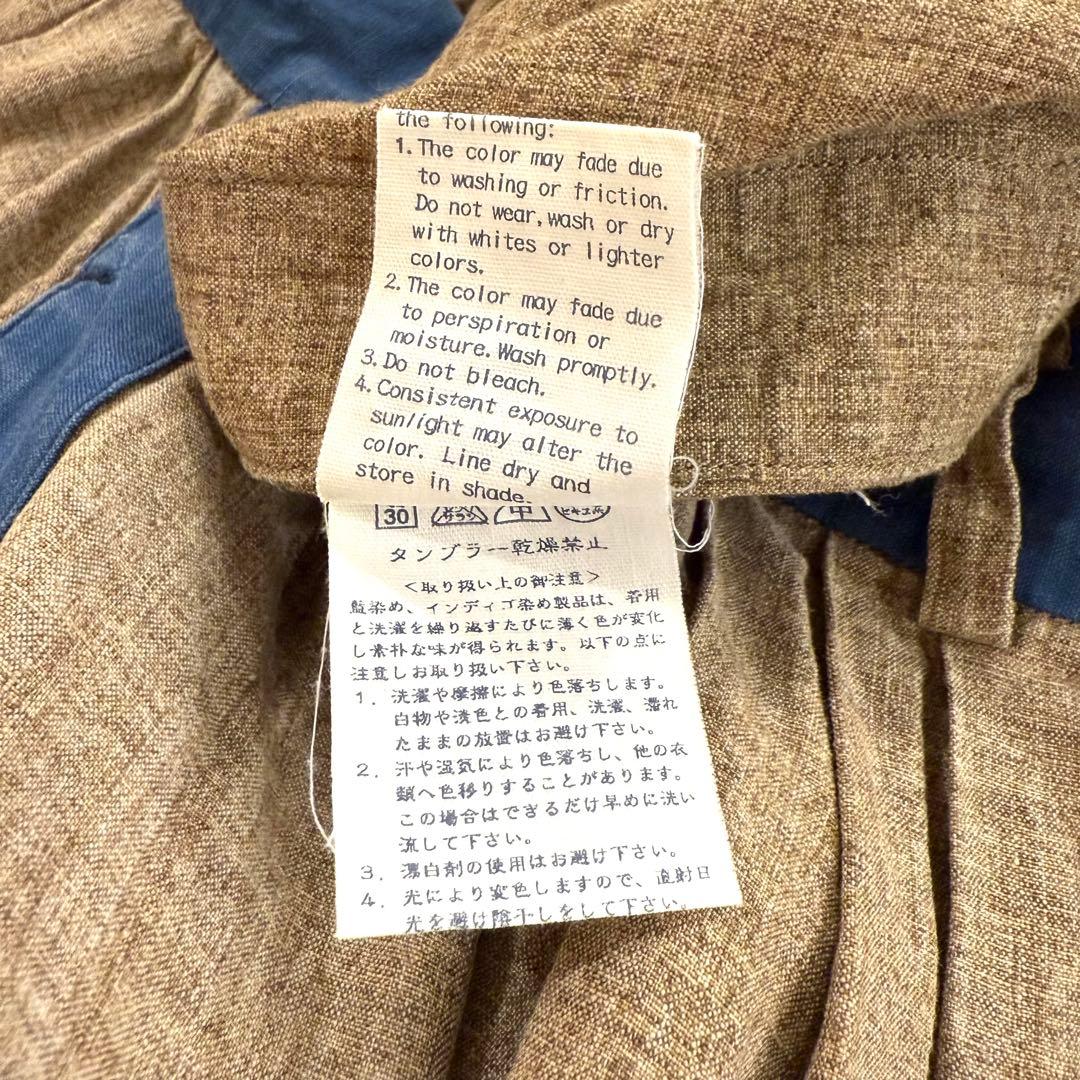 the following:
1. The color may fade due
to washing or friction.
Do not wear, wash or dry
with whites or lighter
colors.
2. The color may fade due
to perspiration or
moisture. Wash promptly.
3. Do not bleach.
4. Consistent exposure to
sunlight may alter the
color. Line dry and
store in shade.
30 中
タンブラー乾燥禁止
<取り扱い上の御注意>
藍染め、インディゴ染め製品は、着用
と洗濯を繰り返すたびに薄く色が変化
し素朴な味が得られます。以下の点に
注意しお取り扱い下さい。
1. 洗濯や摩擦により色落ちします。
白物や淡色との着用、洗濯、濡れ
たままの放置はお避け下さい。
2. 汗や湿気により色落ちし、他の衣
類へ色移りすることがあります。
この場合はできるだけ早めに洗い
流して下さい。
3. 漂白剤の使用はお避け下さい。
4. 光により変色しますので、直射日
光を避け陰干しをして下さい。